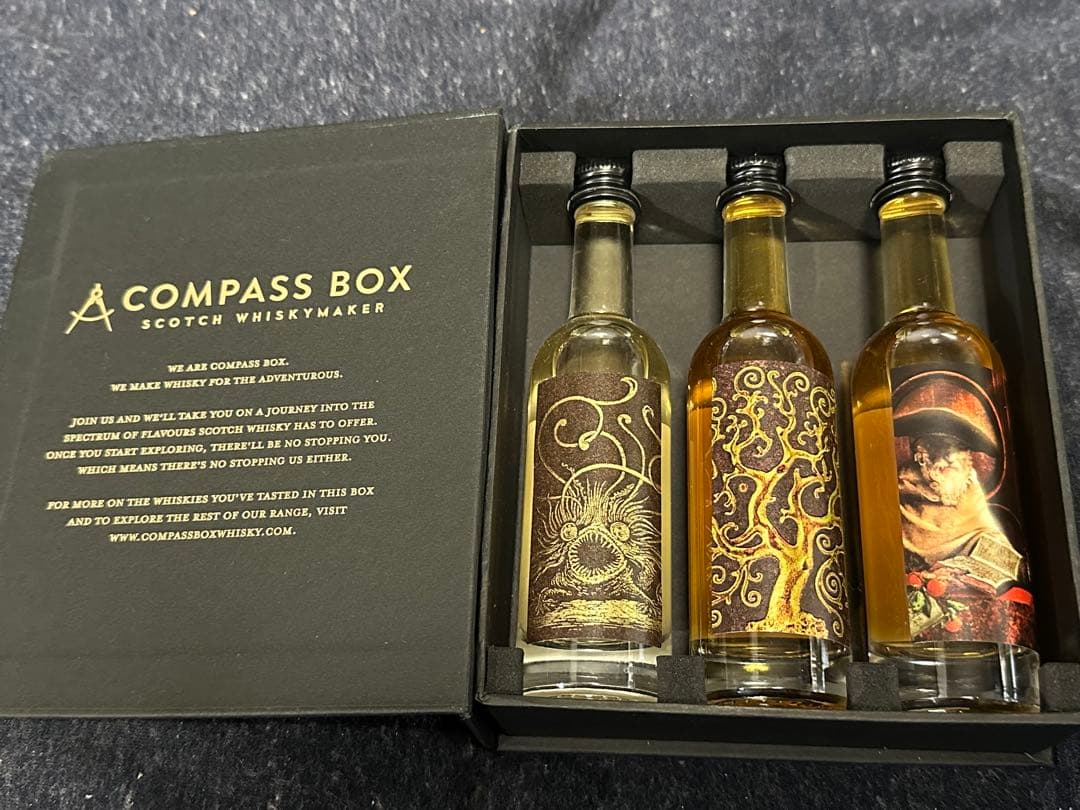 COMPASS BOX
SCOTCH WHISKYMAKER
WE ARE COMPASS BOX.
WE MAKE WHISKY FOR THE ADVENTUROUS.
JOIN US AND WE'LL TAKE YOU ON A JOURNEY INTO THE
SPECTRUM OF FLAVOURS SCOTCH WHISKY HAS TO OFFER.
ONCE YOU START EXPLORING, THERE'LL BE NO STOPPING YOU.
WHICH MEANS THERE'S NO STOPPING US EITHER.
FOR MORE ON THE WHISKIES YOU'VE TASTED IN THIS BOX
AND TO EXPLORE THE REST OF OUR RANGE, VISIT
WWW.COMPASSBOXWHISKY.COM.